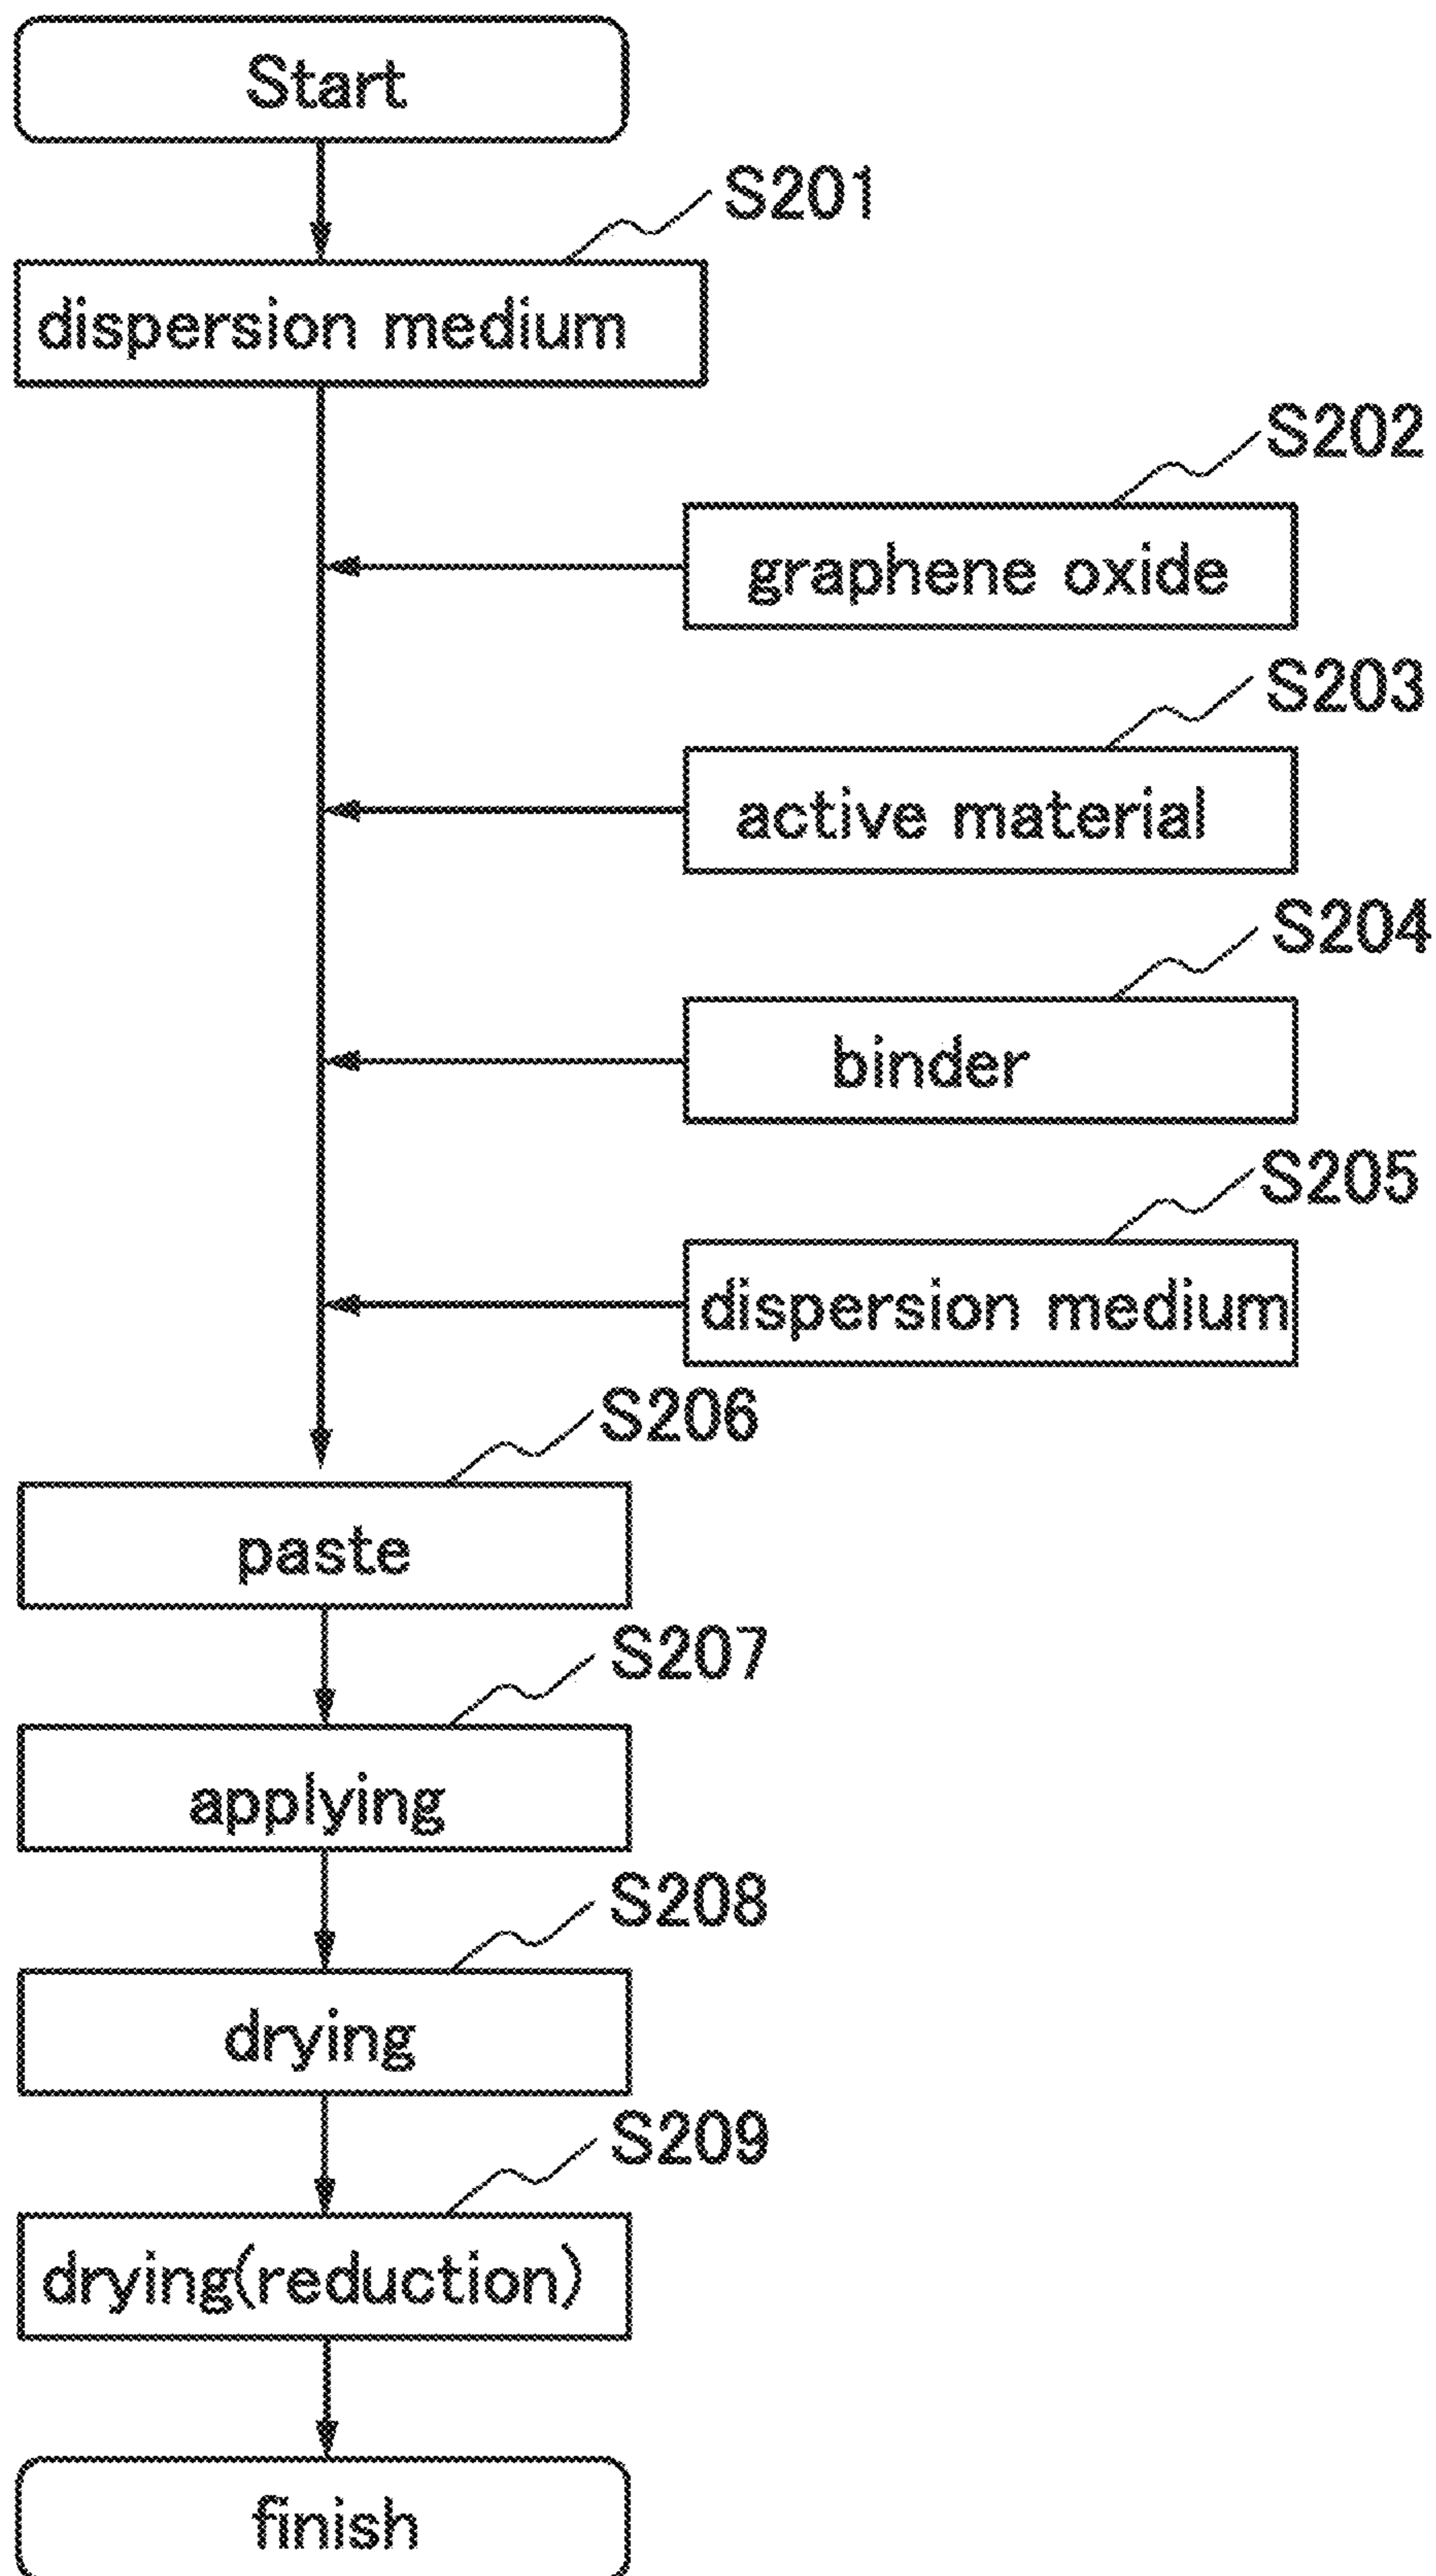 Start
S201
dispersion medium
S202
graphene oxide
S203
active material
S204
binder
S205
dispersion medium
S206
paste
S207
applying
S208
drying
S209
drying(reduction)
finish